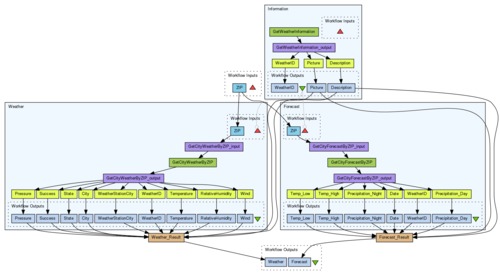 Information
Workflow Inputs
GetWeatherInformation
GetWeatherInformation_output
WeatherID Picture Description
Workflow Outputs
WeatherID Picture Description
Workflow Inputs
ZIP
Weather
Workflow Inputs
ZIP
GetCityWeatherByZIP_input
GetCityWeatherByZIP
GetCityWeatherByZIP_output
Pressure Success State City WeatherStationCity WeatherID Temperature RelativeHumidity Wind
Workflow Outputs
Pressure Success State City WeatherStationCity WeatherID Temperature RelativeHumidity Wind
Forecast
Workflow Inputs
ZIP
GetCityForecastByZIP_input
GetCityForecastByZIP
GetCityForecastByZIP_output
Temp_Low Temp_High Precipitation_Night Date WeatherID Precipitation_Day
Workflow Outputs
Temp_Low Temp_High Precipitation_Night Date WeatherID Precipitation_Day
Weather_Result
Forecast_Result
Workflow Outputs
Weather Forecast